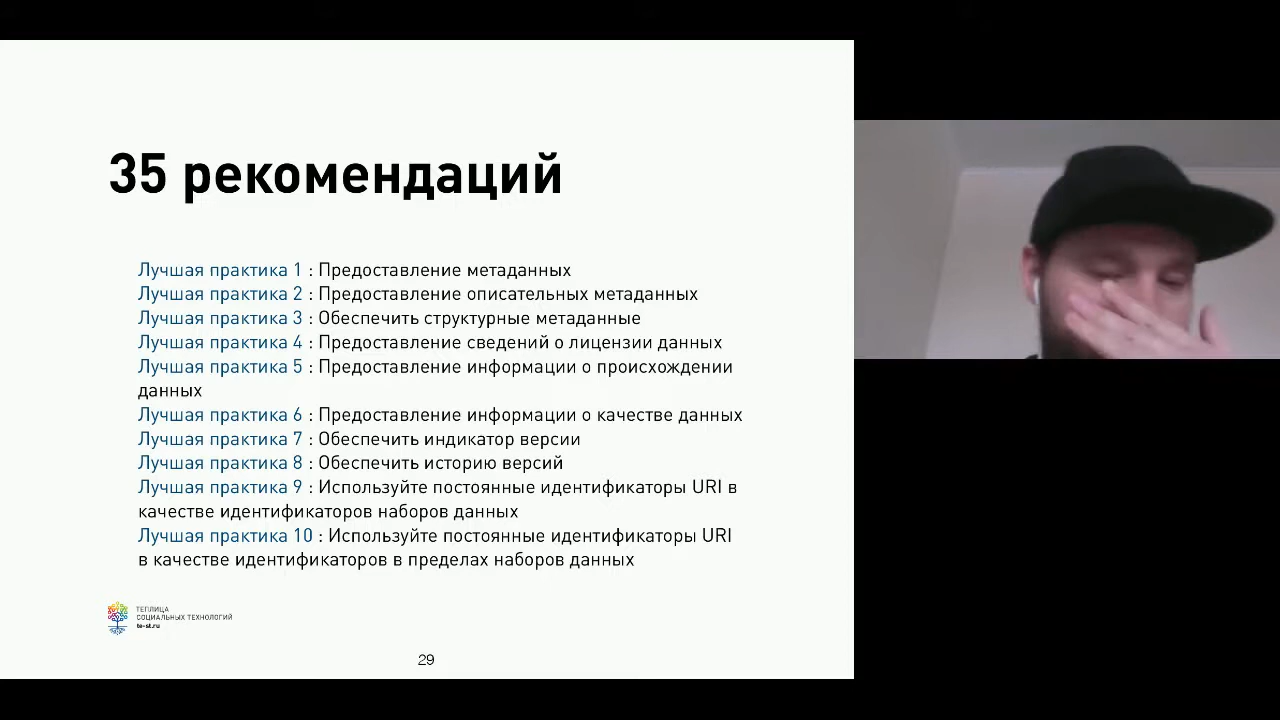 35 рекомендаций
Лучшая практика 1 : Предоставление метаданных
Лучшая практика 2 : Предоставление описательных метаданных
Лучшая практика 3 : Обеспечить структурные метаданные
Лучшая практика 4 : Предоставление сведений о лицензии данных
Лучшая практика 5 : Предоставление информации о происхождении
данных
Лучшая практика 6 : Предоставление информации о качестве данных
Лучшая практика 7 : Обеспечить индикатор версии
Лучшая практика 8 : Обеспечить историю версий
Лучшая практика 9 : Используйте постоянные идентификаторы URI в
качестве идентификаторов наборов данных
Лучшая практика 10 : Используйте постоянные идентификаторы URI
в качестве идентификаторов в пределах наборов данных
ТЕПЛИЦА
СОЦИАЛЬНЫХ ТЕХНОЛОГИЙ
te-st.ru
29